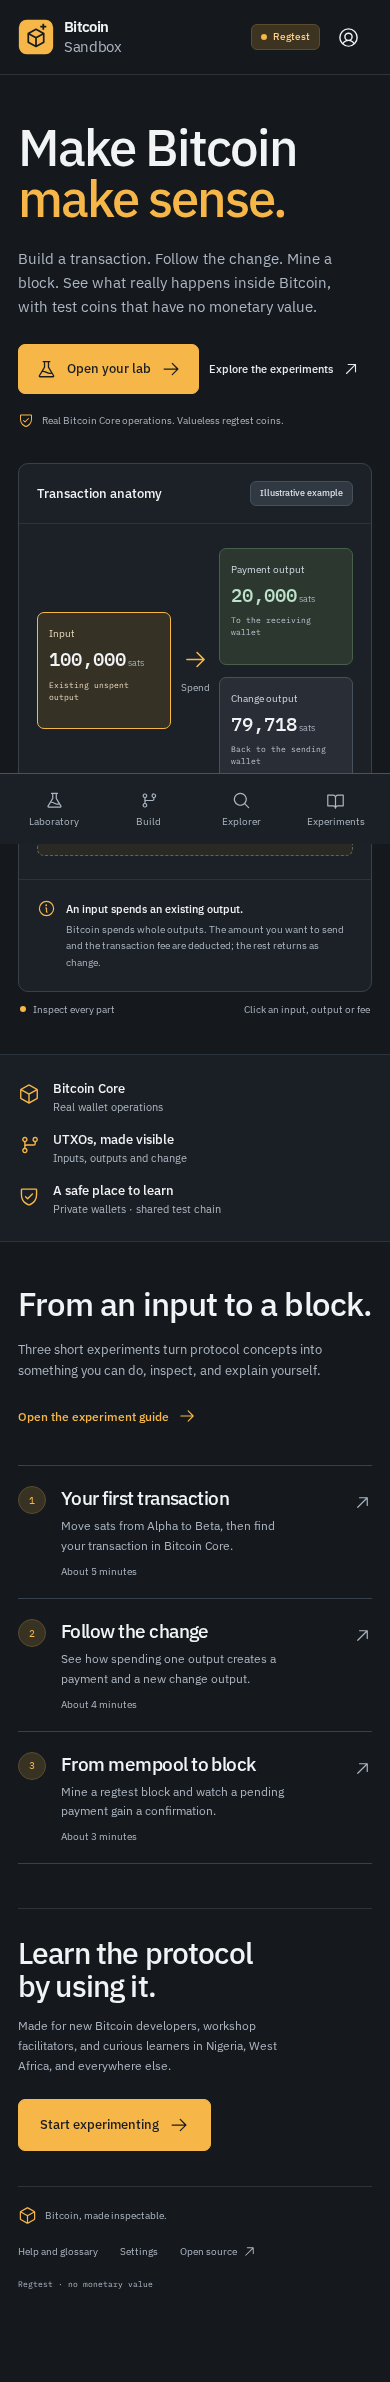 Bitcoin
Sandbox
Regtest
Make Bitcoin
make sense.
Build a transaction. Follow the change. Mine a
block. See what really happens inside Bitcoin,
with test coins that have no monetary value.
Open your lab
Explore the experiments
Real Bitcoin Core operations. Valueless regtest coins.
Transaction anatomy
Illustrative example
Input
100,000 sats
Existing unspent
output
Spend
Payment output
20,000 sats
To the receiving
wallet
Change output
79,718 sats
Back to the sending
wallet
Laboratory
Build
Explorer
Experiments
An input spends an existing output.
Bitcoin spends whole outputs. The amount you want to send
and the transaction fee are deducted; the rest returns as
change.
Inspect every part
Click an input, output or fee
Bitcoin Core
Real wallet operations
UTXOs, made visible
Inputs, outputs and change
A safe place to learn
Private wallets · shared test chain
From an input to a block.
Three short experiments turn protocol concepts into
something you can do, inspect, and explain yourself.
Open the experiment guide
1
Your first transaction
Move sats from Alpha to Beta, then find
your transaction in Bitcoin Core.
About 5 minutes
2
Follow the change
See how spending one output creates a
payment and a new change output.
About 4 minutes
3
From mempool to block
Mine a regtest block and watch a pending
payment gain a confirmation.
About 3 minutes
Learn the protocol
by using it.
Made for new Bitcoin developers, workshop
facilitators, and curious learners in Nigeria, West
Africa, and everywhere else.
Start experimenting
Bitcoin, made inspectable.
Help and glossary
Settings
Open source
Regtest · no monetary value